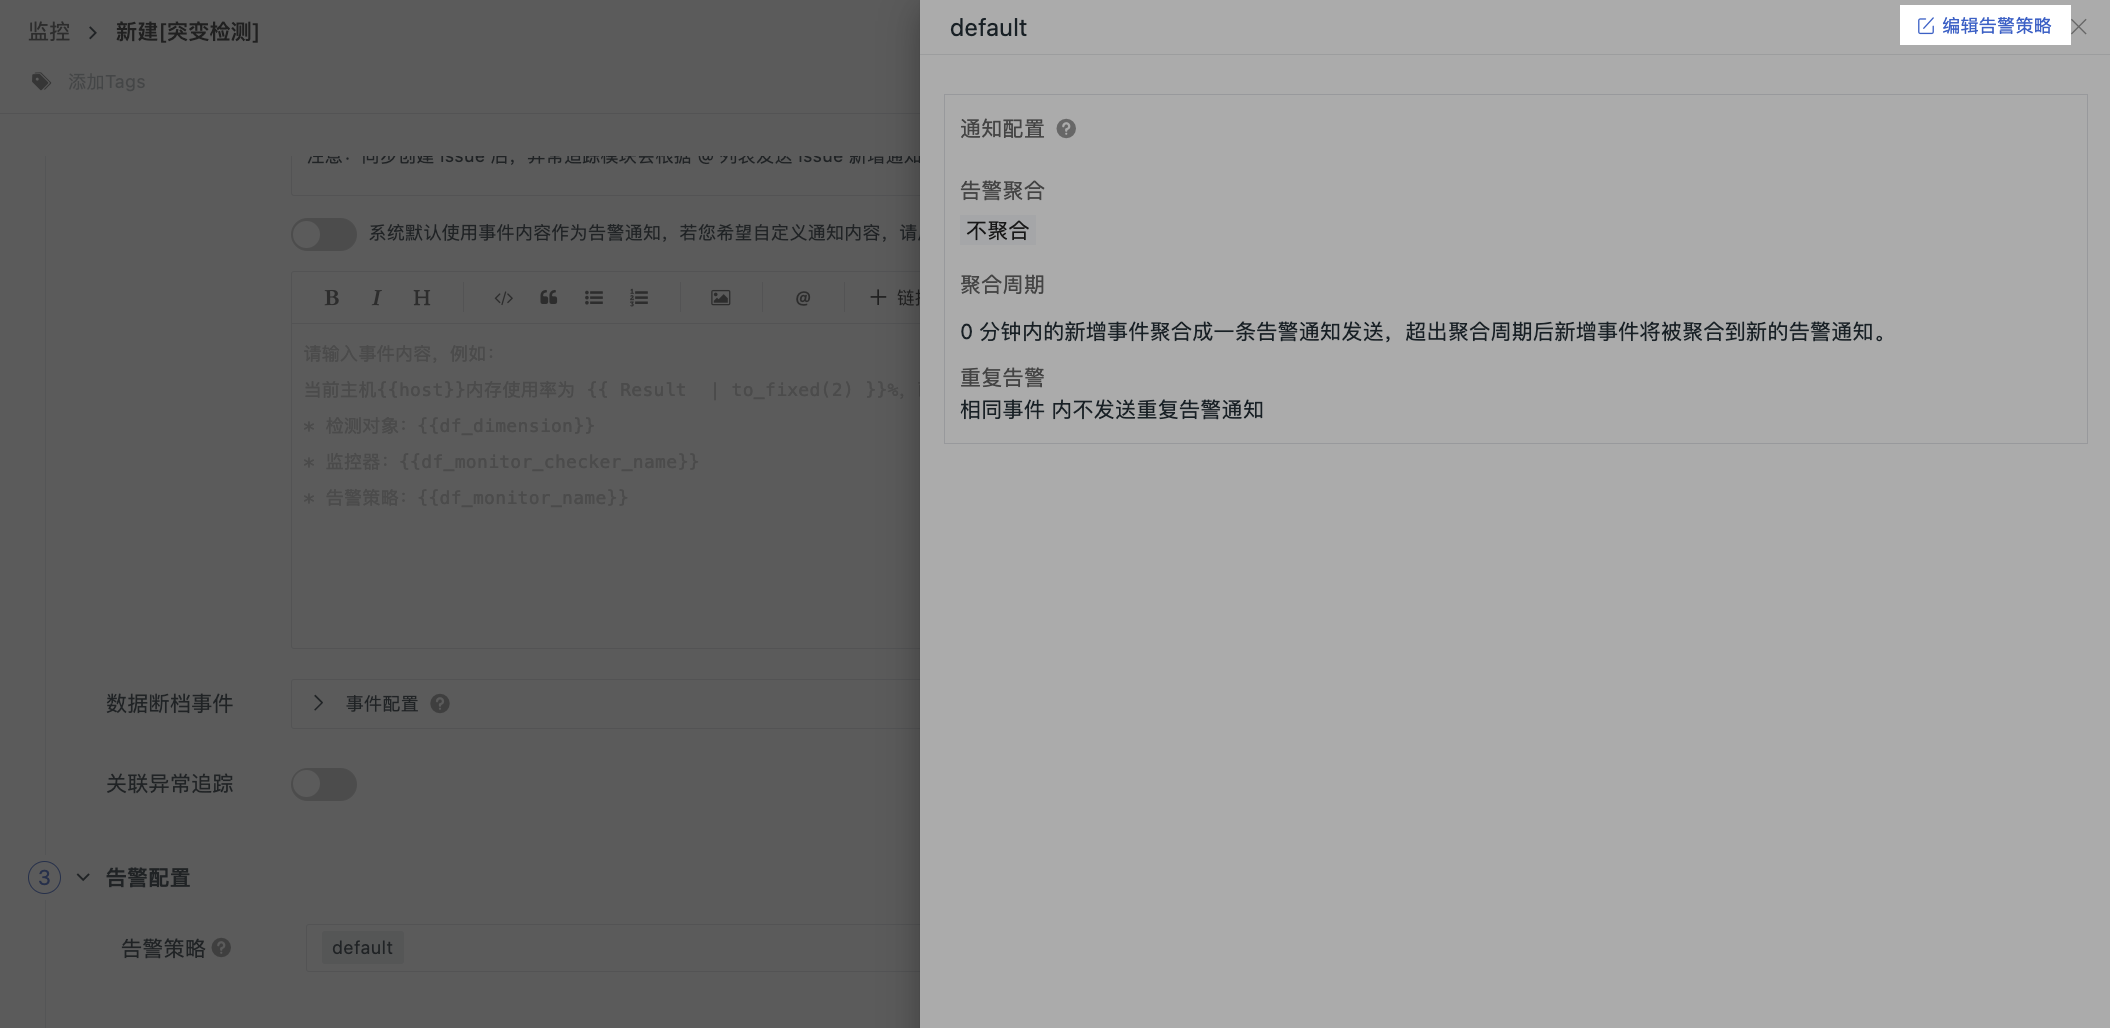 监控 > 新建[突变检测]
添加Tags
注意：同步创建 issue 后，异常追踪模块会根据 @ 列表发送 issue 新增通知
系统默认使用事件内容作为告警通知，若您希望自定义通知内容，请
B I H </> @ + 链接
请输入事件内容，例如：
当前主机{{host}}内存使用率为 {{ Result | to_fixed(2) }}%，
* 检测对象：{{df_dimension}}
* 监控器：{{df_monitor_checker_name}}
* 告警策略：{{df_monitor_name}}
数据断档事件
事件配置
关联异常追踪
3 告警配置
告警策略
default
default
编辑告警策略
通知配置
告警聚合
不聚合
聚合周期
0 分钟内的新增事件聚合成一条告警通知发送，超出聚合周期后新增事件将被聚合到新的告警通知。
重复告警
相同事件 内不发送重复告警通知